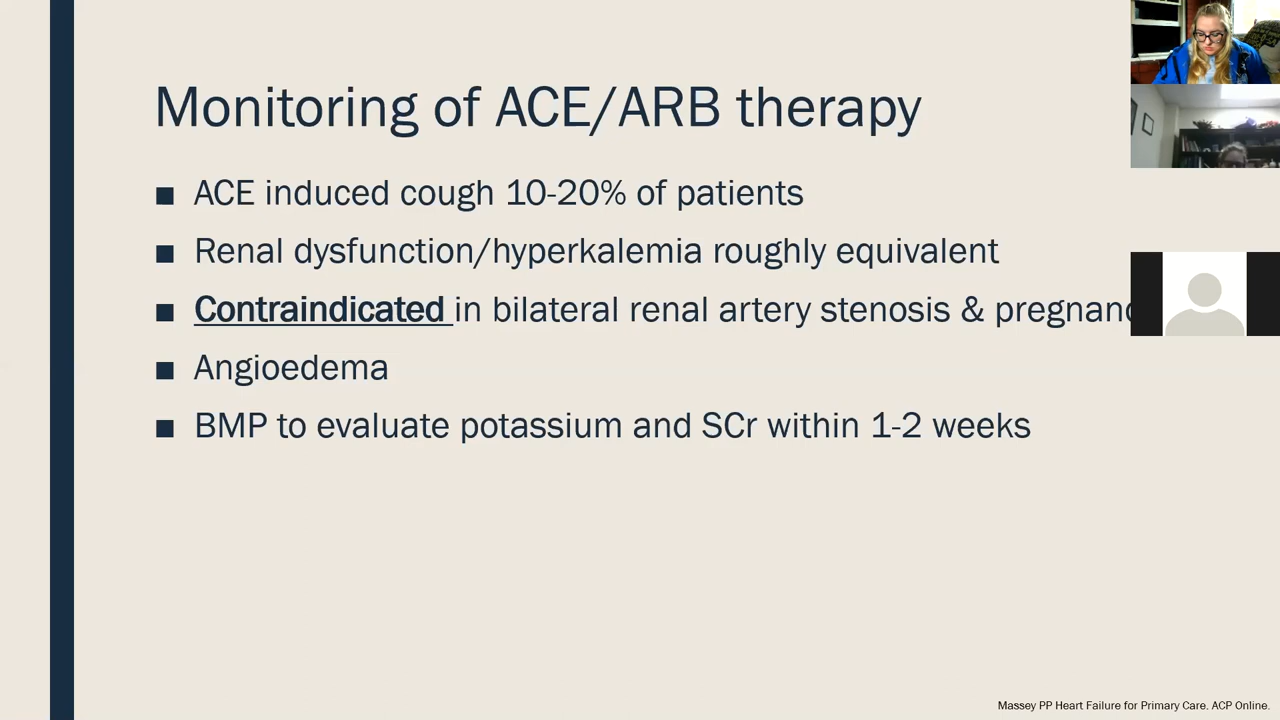 Monitoring of ACE/ARB therapy
■ ACE induced cough 10-20% of patients
■ Renal dysfunction/hyperkalemia roughly equivalent
■ Contraindicated in bilateral renal artery stenosis &
■ Angioedema
■ BMP to evaluate potassium and SCr within 1-2 weeks
Massey PP Heart Failure for Primary Care. ACP Online.